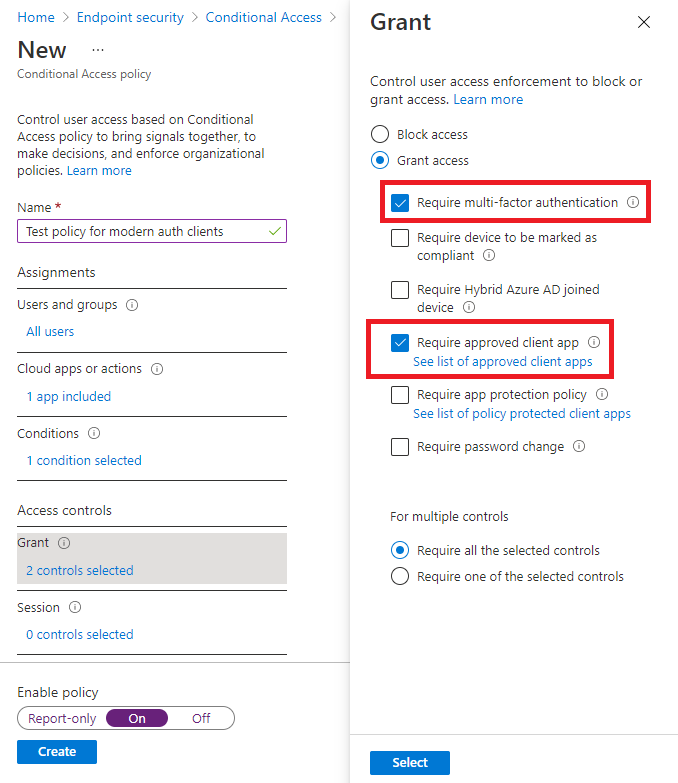 Home > Endpoint security > Conditional Access >
New ...
Conditional Access policy
Control user access based on Conditional
Access policy to bring signals together, to
make decisions, and enforce organizational
policies. Learn more
Name *
Test policy for modern auth clients
Assignments
Users and groups
All users
Cloud apps or actions
1 app included
Conditions
1 condition selected
Access controls
Grant
2 controls selected
Session
0 controls selected
Enable policy
Report-only On Off
Create
Grant
Control user access enforcement to block or
grant access. Learn more
Block access
Grant access
Require multi-factor authentication
Require device to be marked as
compliant
Require Hybrid Azure AD joined
device
Require approved client app
See list of approved client apps
Require app protection policy
See list of policy protected client apps
Require password change
For multiple controls
Require all the selected controls
Require one of the selected controls
Select